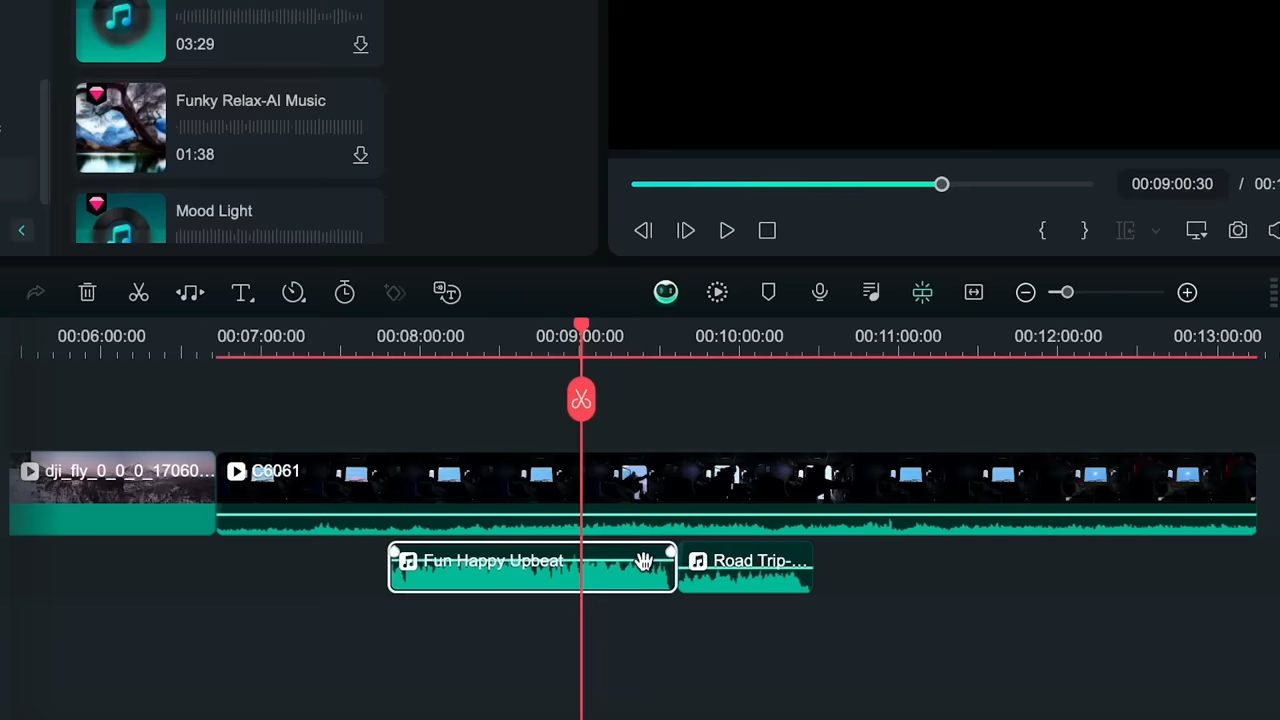 03:29
Funky Relax-AI Music
01:38
Mood Light
00:09:00:30 / 00:1
00:06:00:00 00:07:00:00 00:08:00:00 00:09:00:00 00:10:00:00 00:11:00:00 00:12:00:00 00:13:00:00
dji_fly_0_0_0_17060... C6061
Fun Happy Upbeat Road Trip-...